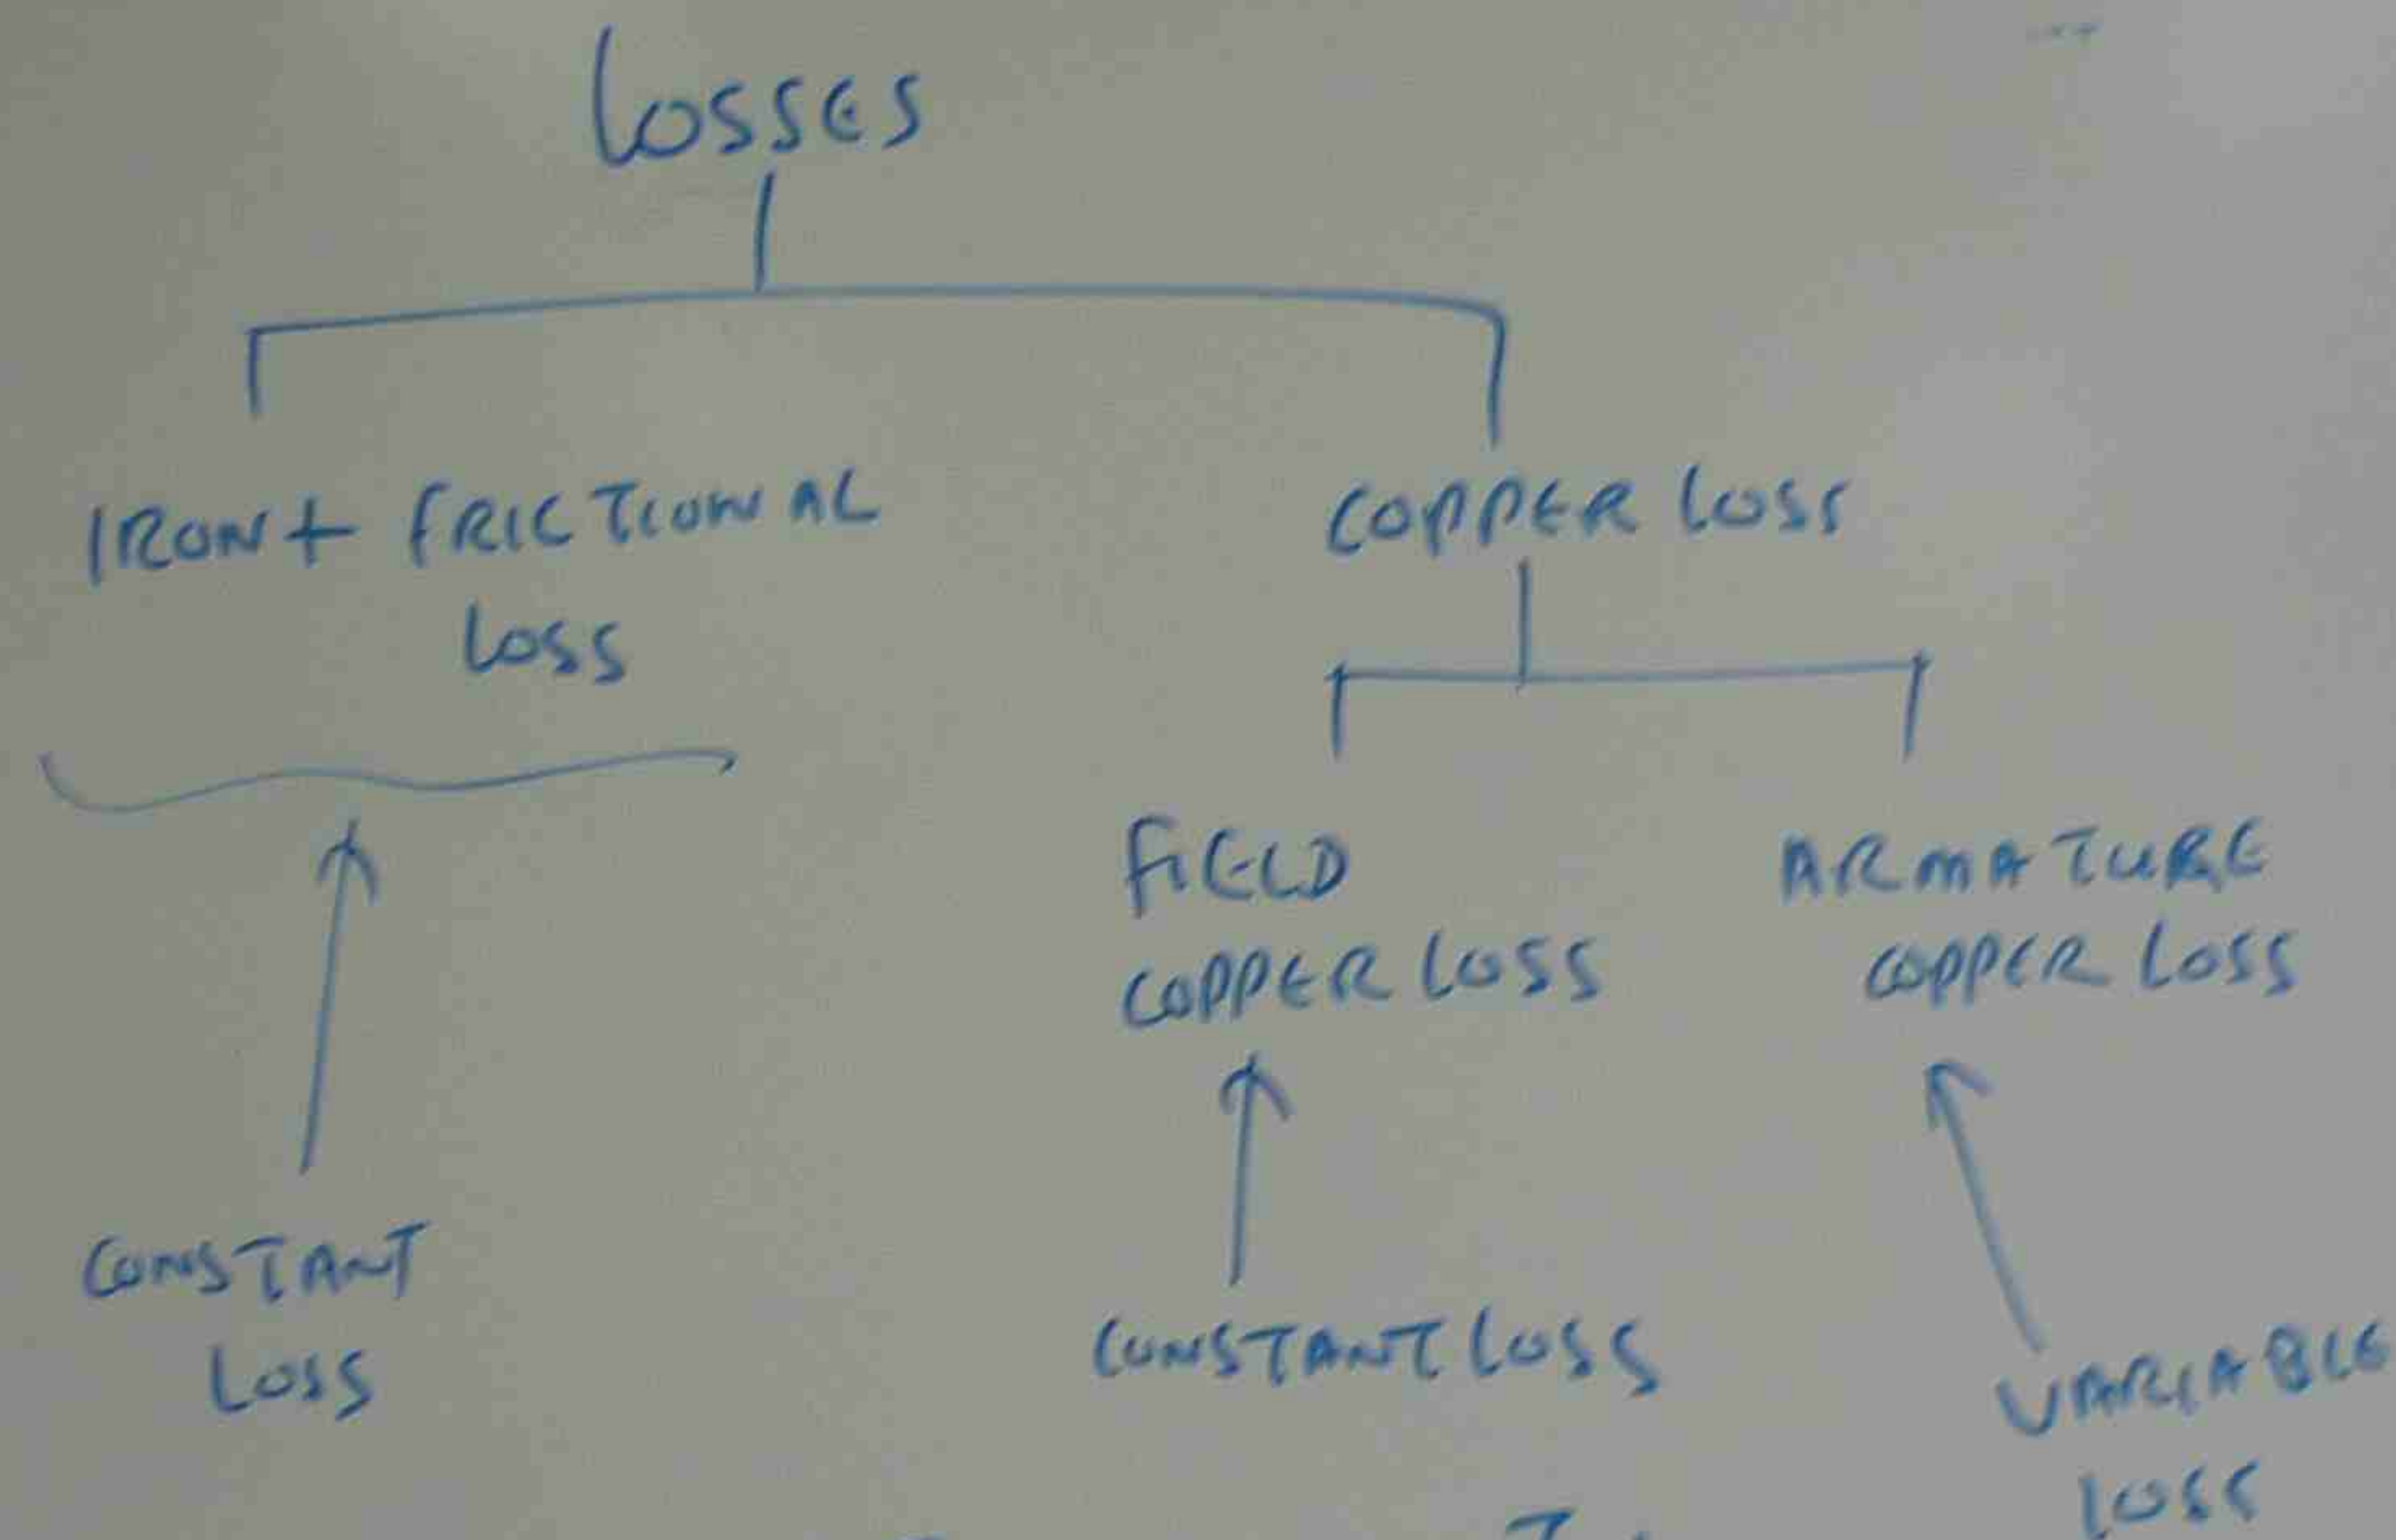 LOSSES
IRON + FRICTIONAL
LOSS
COPPER LOSS
FIELD
COPPER LOSS
ARMATURE
COPPER LOSS
CONSTANT
LOSS
CONSTANT LOSS
VARIABLE
LOSS